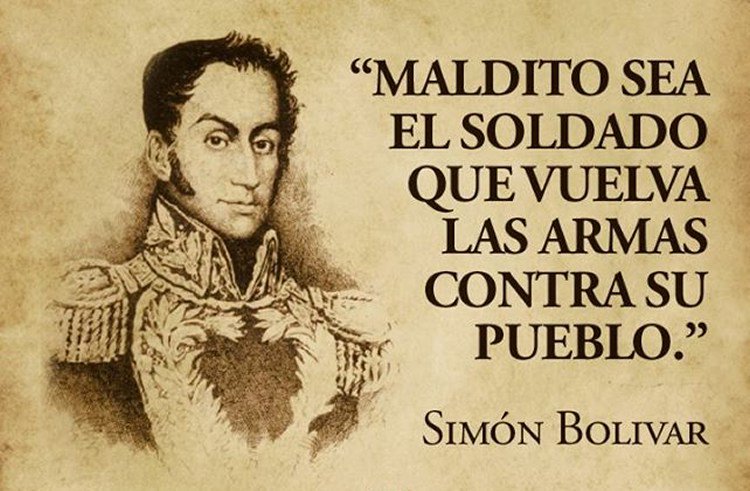 “MALDITO SEA
EL SOLDADO
QUE VUELVA
LAS ARMAS
CONTRA SU
PUEBLO.”
SIMÓN BOLIVAR